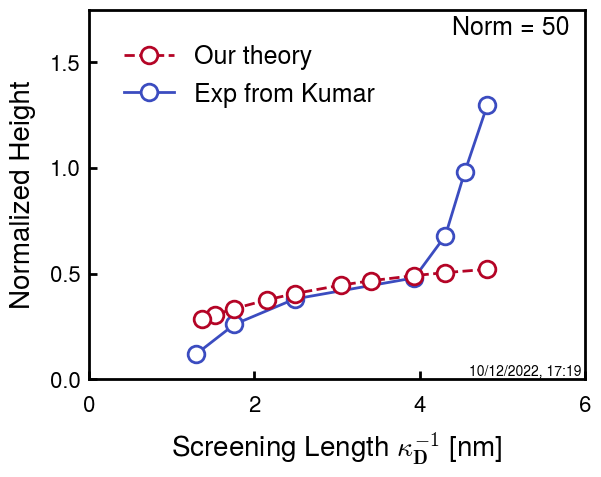 Norm = 50
Our theory
Exp from Kumar
Normalized Height
1.5
1.0
0.5
0.0
10/12/2022, 17:19
0 2 4 6
Screening Length κ_D^{-1} [nm]